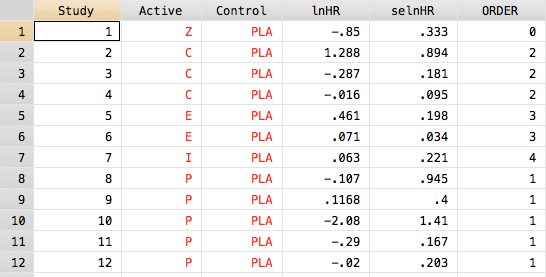 Study Active Control lnHR selnHR ORDER
1 1 Z PLA -.85 .333 0
2 2 C PLA 1.288 .894 2
3 3 C PLA -.287 .181 2
4 4 C PLA -.016 .095 2
5 5 E PLA .461 .198 3
6 6 E PLA .071 .034 3
7 7 I PLA .063 .221 4
8 8 P PLA -.107 .945 1
9 9 P PLA .1168 .4 1
10 10 P PLA -2.08 1.41 1
11 11 P PLA -.29 .167 1
12 12 P PLA -.02 .203 1